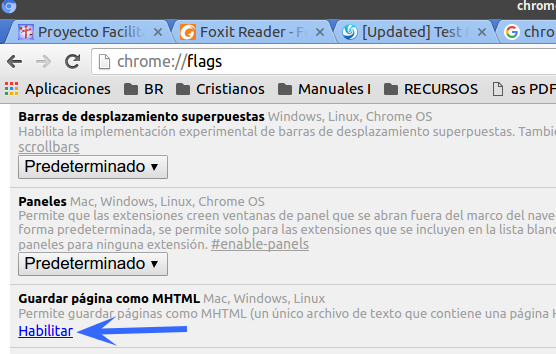 chrome
Proyecto Facilit
Foxit Reader - F
[Updated] Test
chro
chrome://flags
Aplicaciones BR Cristianos Manuales I RECURSOS as PDF
Barras de desplazamiento superpuestas Windows, Linux, Chrome OS
Habilita la implementación experimental de barras de desplazamiento superpuestas. Tambi
scrollbars
Predeterminado
Paneles Mac, Windows, Linux, Chrome OS
Permite que las extensiones creen ventanas de panel que se abran fuera del marco del nave
forma predeterminada, se permite solo para las extensiones que se incluyen en la lista blanc
paneles para ninguna extensión. #enable-panels
Predeterminado
Guardar página como MHTML Mac, Windows, Linux
Permite guardar páginas como MHTML (un único archivo de texto que contiene una página H
Habilitar